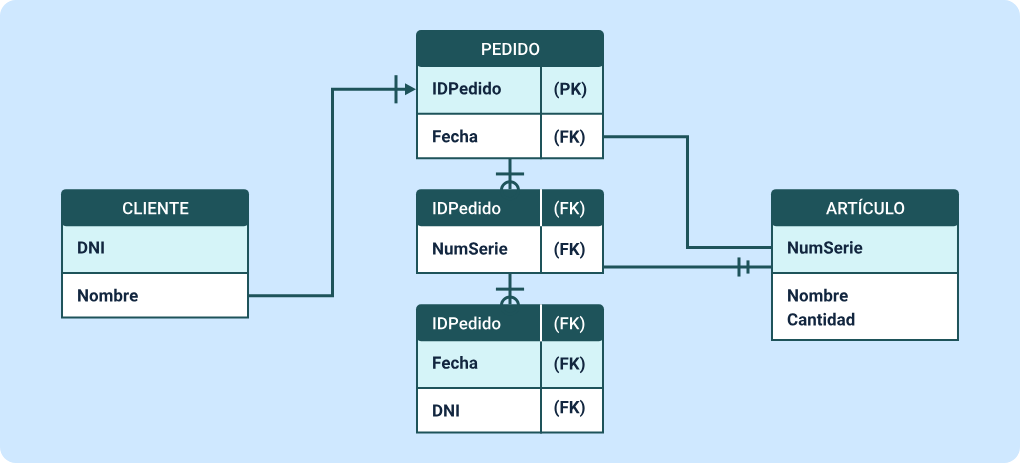 PEDIDO
IDPedido (PK)
Fecha (FK)
CLIENTE
DNI
Nombre
IDPedido (FK)
NumSerie (FK)
IDPedido (FK)
Fecha (FK)
DNI (FK)
ARTÍCULO
NumSerie
Nombre
Cantidad